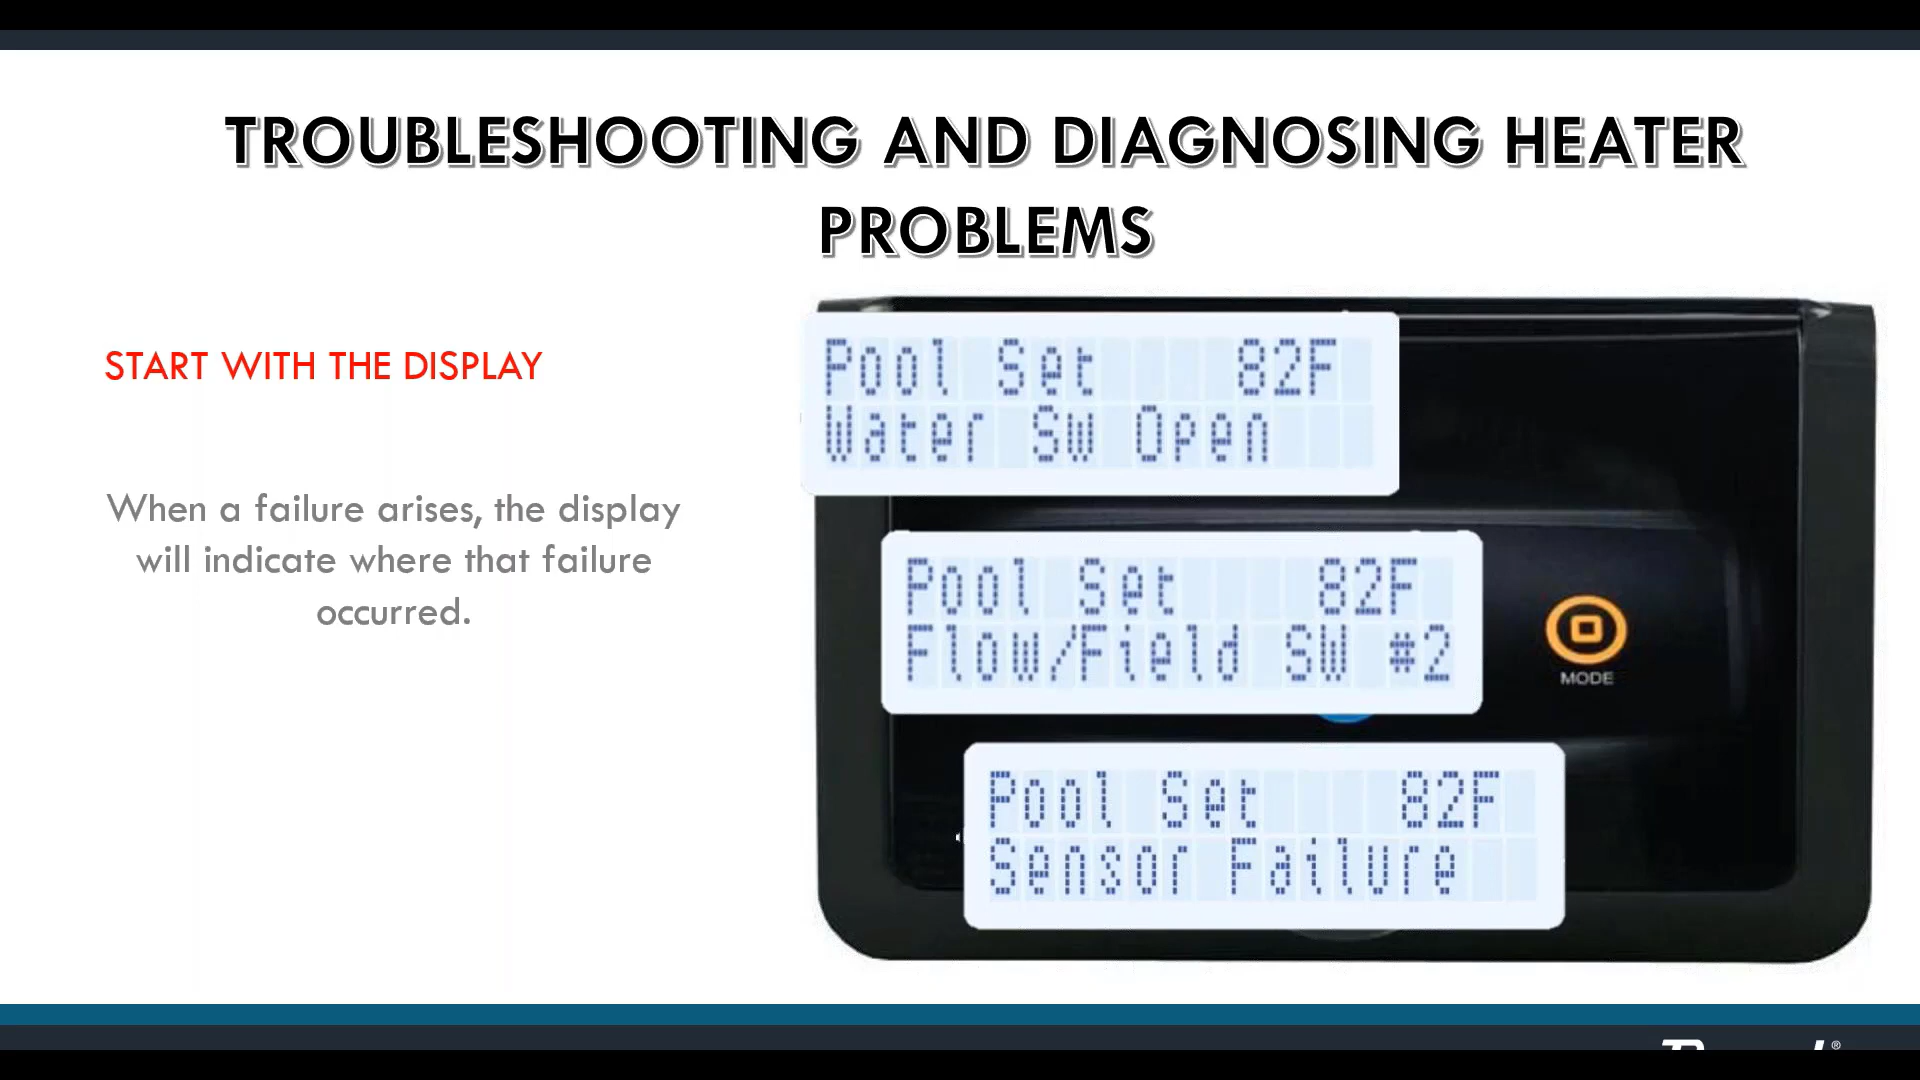 TROUBLESHOOTING AND DIAGNOSING HEATER
PROBLEMS
START WITH THE DISPLAY
When a failure arises, the display
will indicate where that failure
occurred.
Pool Set 82F
Water SW Open
Pool Set 82F
Flow/Field SW #2
MODE
Pool Set 82F
Sensor Failure